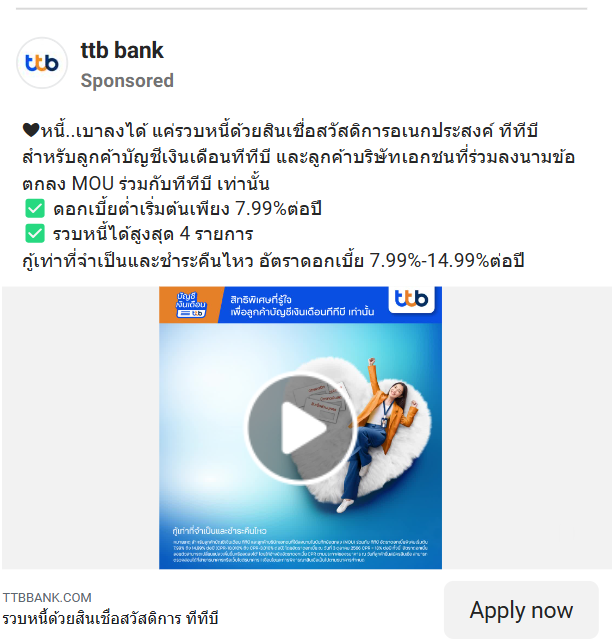 ttb
ttb bank
Sponsored
🖤หนี้..เบาลงได้ แค่รวบหนี้ด้วยสินเชื่อสวัสดิการอเนกประสงค์ ทีทีบี
สำหรับลูกค้าบัญชีเงินเดือนทีทีบี และลูกค้าบริษัทเอกชนที่ร่วมลงนามข้อ
ตกลง MOU ร่วมกับทีทีบี เท่านั้น
✅ ดอกเบี้ยต่ำเริ่มต้นเพียง 7.99%ต่อปี
✅ รวบหนี้ได้สูงสุด 4 รายการ
กู้เท่าที่จำเป็นและชำระคืนไหว อัตราดอกเบี้ย 7.99%-14.99%ต่อปี
บัญชี
เงินเดือน
ttb
สิทธิพิเศษที่รู้ใจ
เพื่อลูกค้าบัญชีเงินเดือนทีทีบี เท่านั้น
ttb
กู้เท่าที่จำเป็นและชำระคืนไหว
TTBBANK.COM
รวบหนี้ด้วยสินเชื่อสวัสดิการ ทีทีบี
Apply now